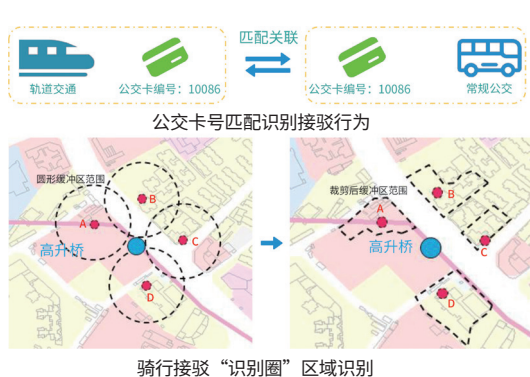 匹配关联
轨道交通
公交卡编号：10086
公交卡编号：10086
常规公交
公交卡号匹配识别接驳行为
圆形缓冲区范围
A
B
C
D
高升桥
裁剪后缓冲区范围
A
B
C
D
高升桥
骑行接驳“识别圈”区域识别